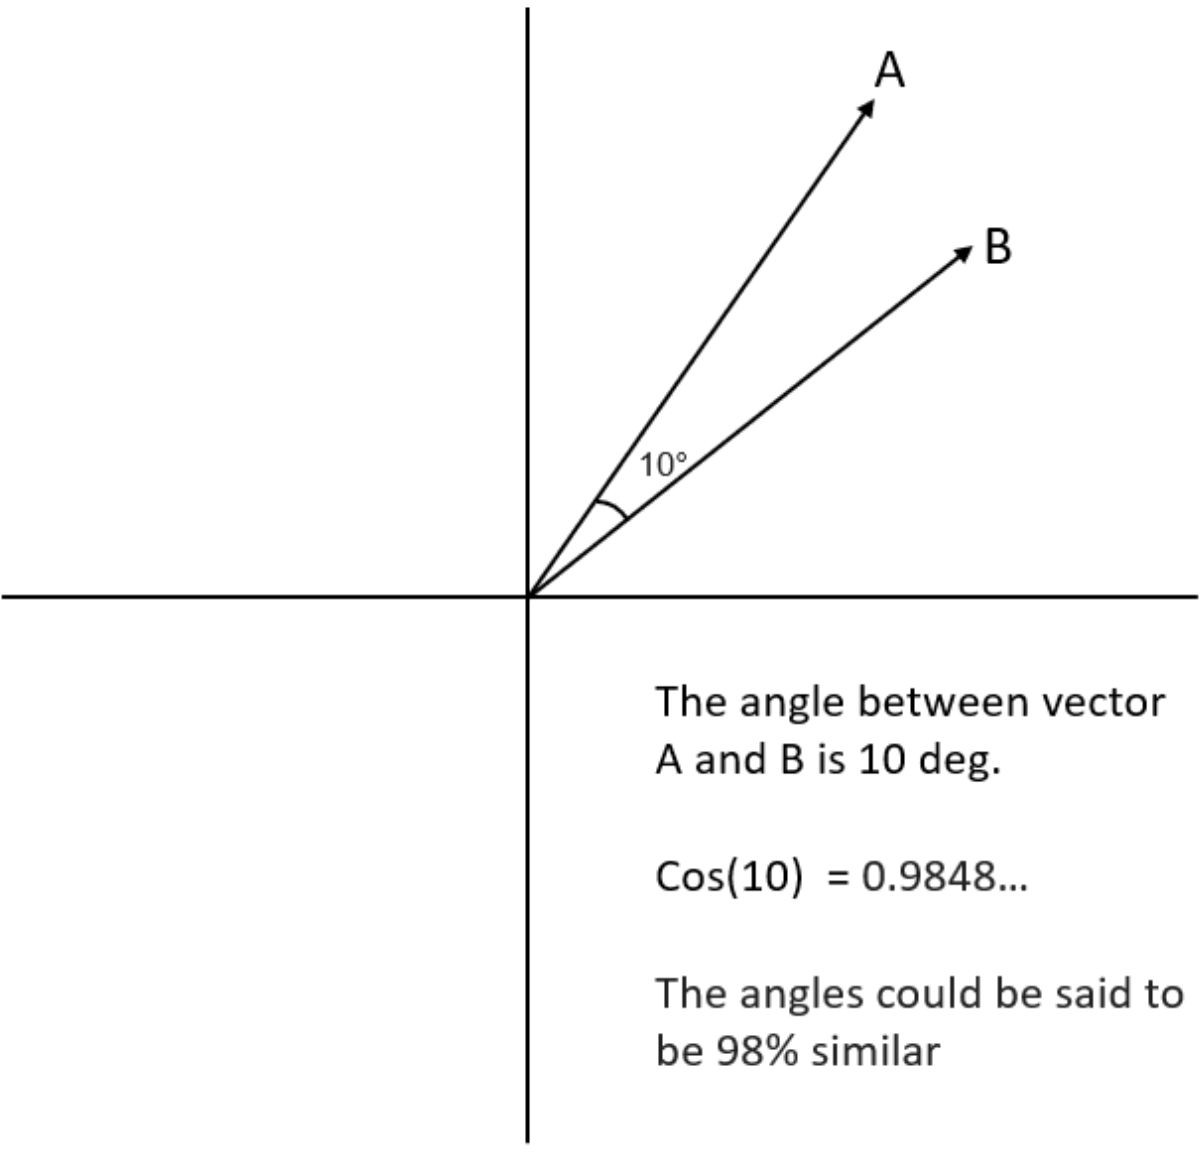 A
B
10°
The angle between vector
A and B is 10 deg.
Cos(10)  = 0.9848...
The angles could be said to
be 98% similar